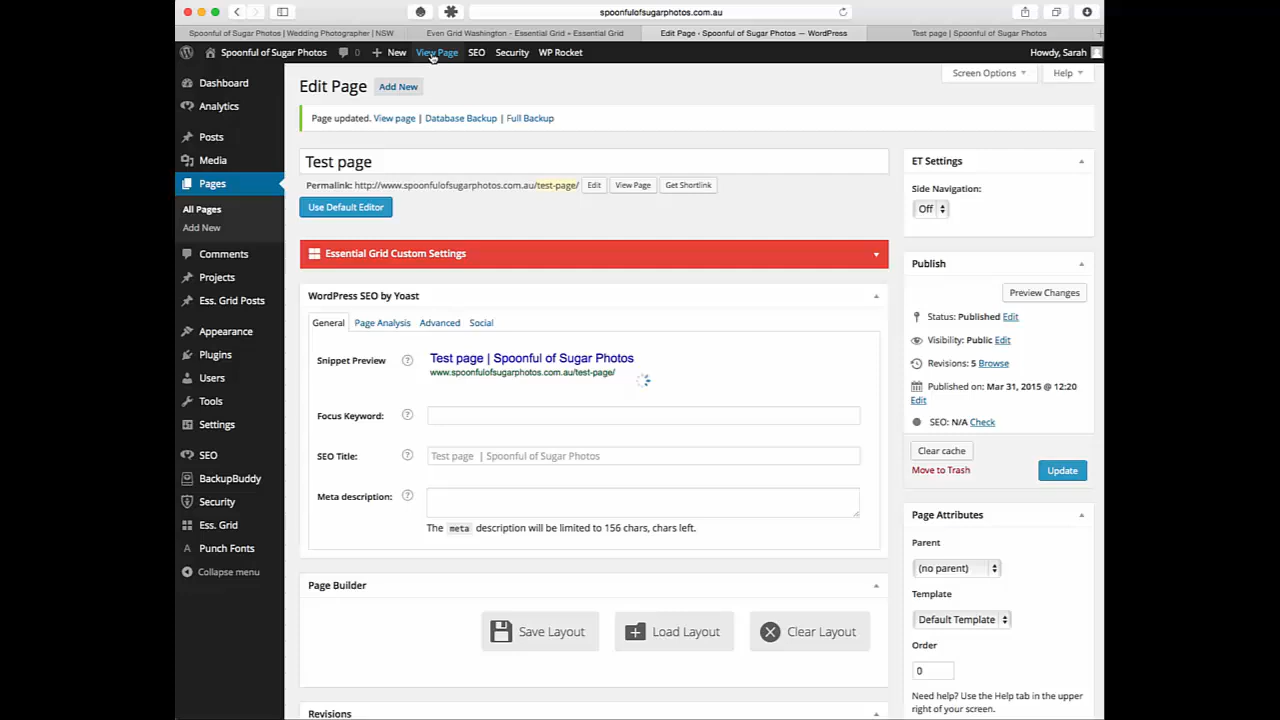 spoonfulofsugarphotos.com.au
Spoonful of Sugar Photos | Wedding Photographer | NSW
Even Grid Washington - Essential Grid » Essential Grid
Edit Page ‹ Spoonful of Sugar Photos — WordPress
Test page | Spoonful of Sugar Photos
Spoonful of Sugar Photos
0
New
View Page
SEO
Security
WP Rocket
Howdy, Sarah
Dashboard
Analytics
Posts
Media
Pages
All Pages
Add New
Comments
Projects
Ess. Grid Posts
Appearance
Plugins
Users
Tools
Settings
SEO
BackupBuddy
Security
Ess. Grid
Punch Fonts
Collapse menu
Screen Options
Help
Edit Page
Add New
Page updated. View page | Database Backup | Full Backup
Test page
Permalink: http://www.spoonfulofsugarphotos.com.au/test-page/ Edit View Page Get Shortlink
Use Default Editor
Essential Grid Custom Settings
WordPress SEO by Yoast
General Page Analysis Advanced Social
Snippet Preview ?
Test page | Spoonful of Sugar Photos
www.spoonfulofsugarphotos.com.au/test-page/
Focus Keyword: ?
SEO Title: ? Test page | Spoonful of Sugar Photos
Meta description: ?
The meta description will be limited to 156 chars, chars left.
Page Builder
Save Layout
Load Layout
Clear Layout
Revisions
ET Settings
Side Navigation:
Off
Publish
Preview Changes
Status: Published Edit
Visibility: Public Edit
Revisions: 5 Browse
Published on: Mar 31, 2015 @ 12:20
Edit
SEO: N/A Check
Clear cache
Move to Trash
Update
Page Attributes
Parent
(no parent)
Template
Default Template
Order
0
Need help? Use the Help tab in the upper
right of your screen.